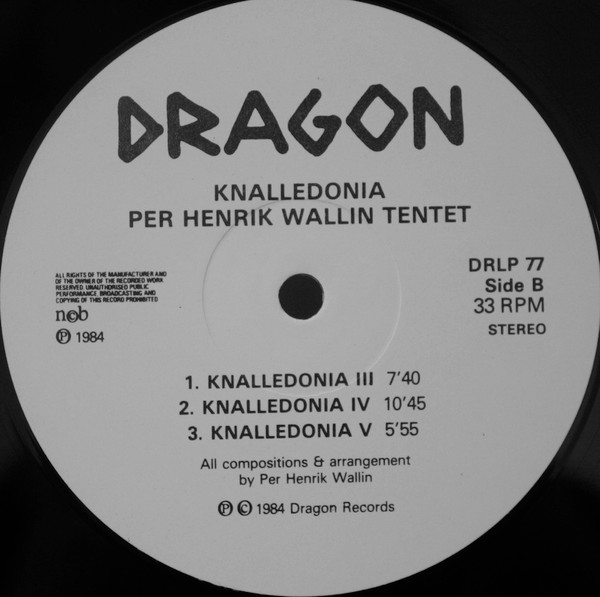 DRAGON
KNALLEDONIA
PER HENRIK WALLIN TENTET
ALL RIGHTS OF THE MANUFACTURER AND
OF THE OWNER OF THE RECORDED WORK
RESERVED. UNAUTHORISED PUBLIC
PERFORMANCE, BROADCASTING AND
COPYING OF THIS RECORD PROHIBITED
n©b
℗ 1984
DRLP 77
Side B
33 RPM
STEREO
1. KNALLEDONIA III 7'40
2. KNALLEDONIA IV 10'45
3. KNALLEDONIA V 5'55
All compositions & arrangement
by Per Henrik Wallin
℗ © 1984 Dragon Records